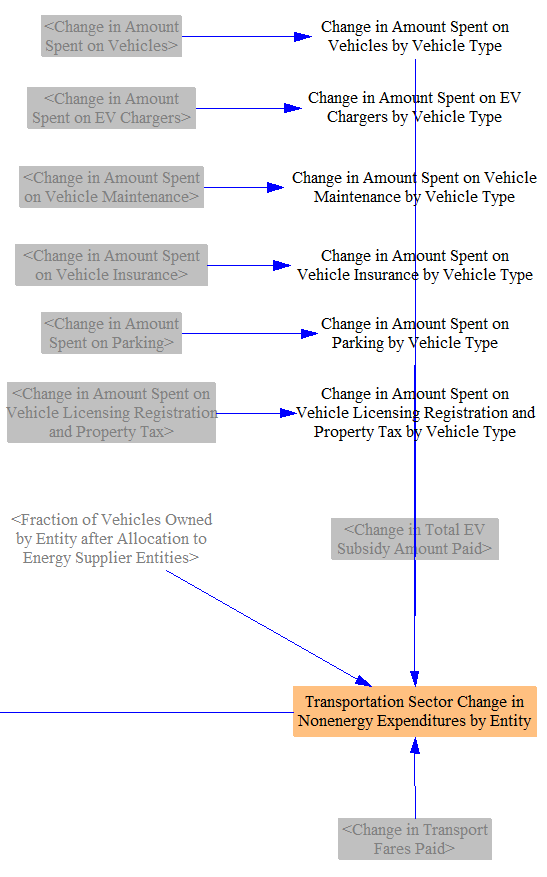 <Change in Amount
Spent on Vehicles>
Change in Amount Spent on
Vehicles by Vehicle Type
<Change in Amount
Spent on EV Chargers>
Change in Amount Spent on EV
Chargers by Vehicle Type
<Change in Amount Spent
on Vehicle Maintenance>
Change in Amount Spent on Vehicle
Maintenance by Vehicle Type
<Change in Amount Spent
on Vehicle Insurance>
Change in Amount Spent on
Vehicle Insurance by Vehicle Type
<Change in Amount
Spent on Parking>
Change in Amount Spent on
Parking by Vehicle Type
<Change in Amount Spent on
Vehicle Licensing Registration
and Property Tax>
Change in Amount Spent on
Vehicle Licensing Registration and
Property Tax by Vehicle Type
<Fraction of Vehicles Owned
by Entity after Allocation to
Energy Supplier Entities>
<Change in Total EV
Subsidy Amount Paid>
Transportation Sector Change in
Nonenergy Expenditures by Entity
<Change in Transport
Fares Paid>